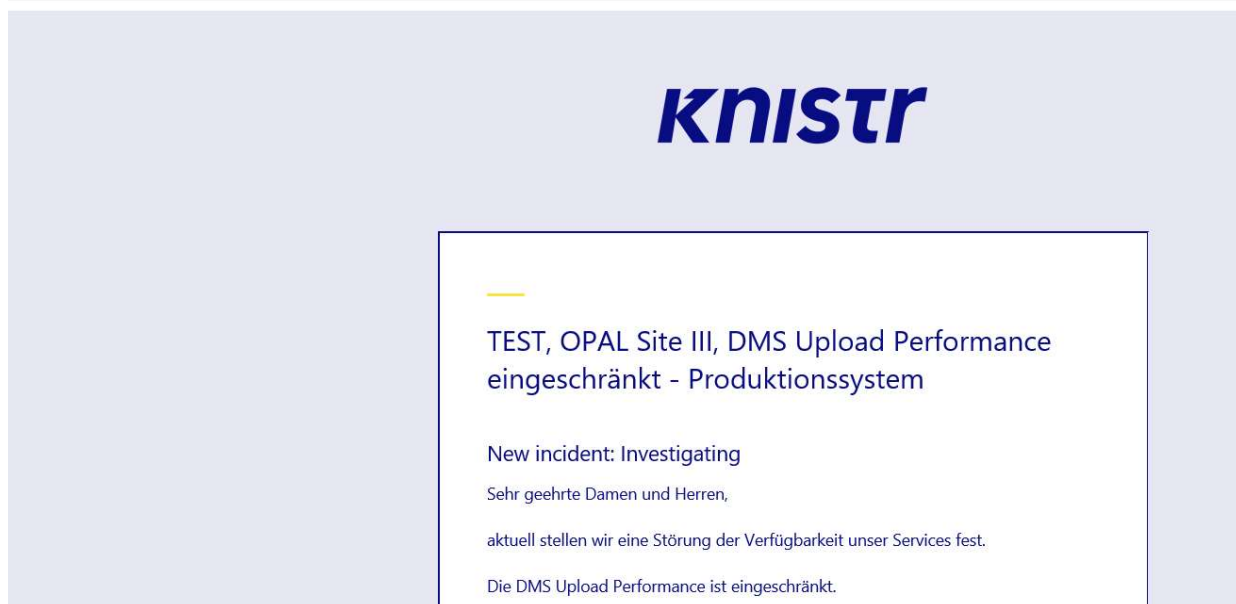 knistr
TEST, OPAL Site III, DMS Upload Performance
eingeschränkt - Produktionssystem
New incident: Investigating
Sehr geehrte Damen und Herren,
aktuell stellen wir eine Störung der Verfügbarkeit unser Services fest.
Die DMS Upload Performance ist eingeschränkt.